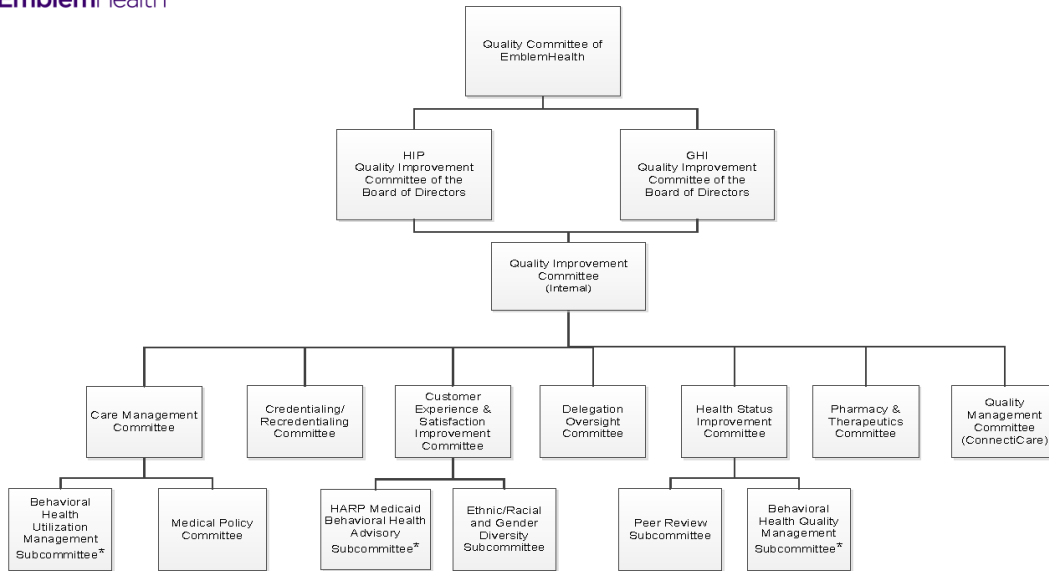 EmblemHealth
Quality Committee of
EmblemHealth
HIP
Quality Improvement
Committee of the
Board of Directors
GHI
Quality Improvement
Committee of the
Board of Directors
Quality Improvement
Committee
(Internal)
Care Management
Committee
Credentialing/
Recredentialing
Committee
Customer
Experience &
Satisfaction
Improvement
Committee
Delegation
Oversight
Committee
Health Status
Improvement
Committee
Pharmacy &
Therapeutics
Committee
Quality
Management
Committee
(ConnectiCare)
Behavioral
Health
Utilization
Management
Subcommittee*
Medical Policy
Committee
HARP Medicaid
Behavioral Health
Advisory
Subcommittee*
Ethnic/Racial
and Gender
Diversity
Subcommittee
Peer Review
Subcommittee
Behavioral
Health Quality
Management
Subcommittee*